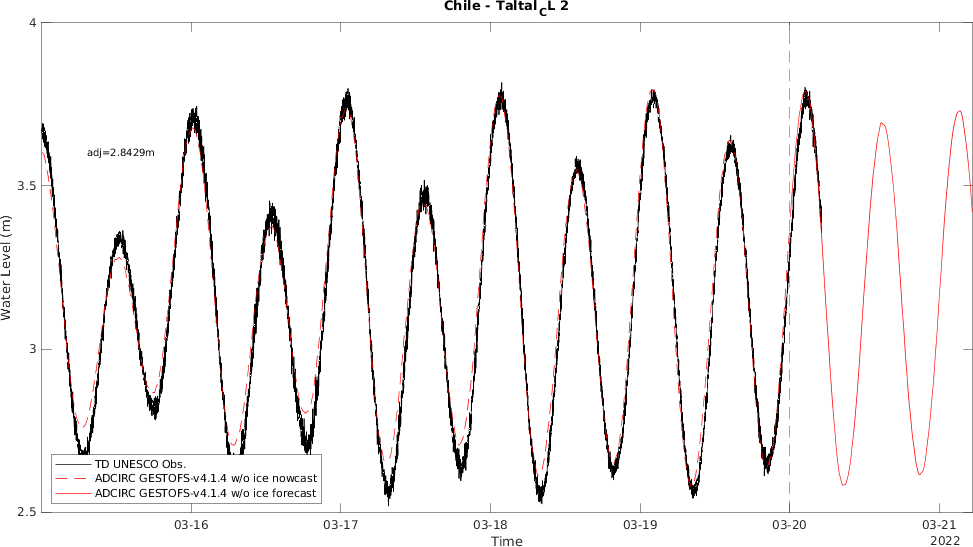 Chile - Taltal_CL 2
4
adj=2.8429m
3.5
Water Level (m)
3
TD UNESCO Obs.
ADCIRC GESTOFS-v4.1.4 w/o ice nowcast
ADCIRC GESTOFS-v4.1.4 w/o ice forecast
2.5
03-16
03-17
03-18
03-19
03-20
03-21
Time
2022